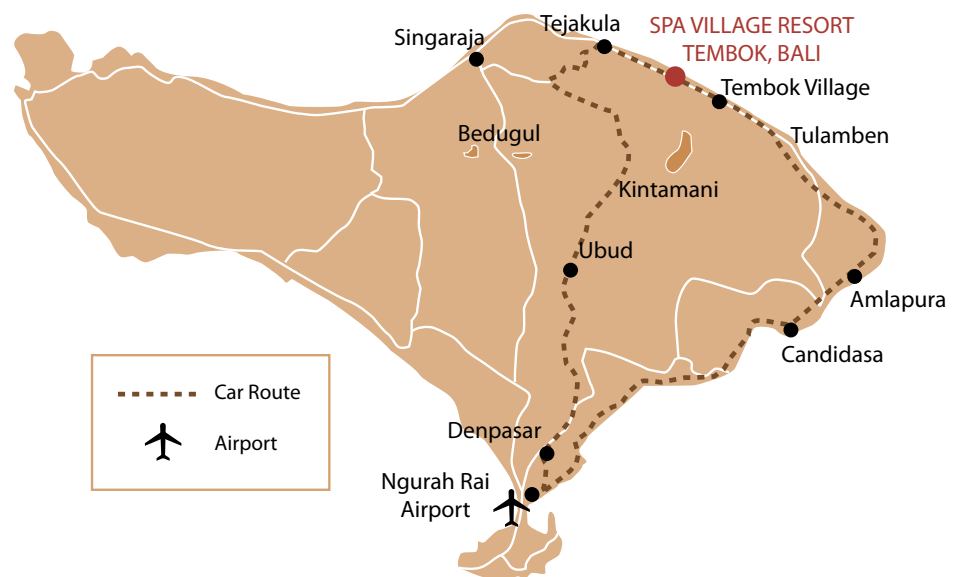 SPA VILLAGE RESORT
TEMBOK, BALI
Tejakula
Singaraja
Tembok Village
Tulamben
Bedugul
Kintamani
Ubud
Amlapura
Candidasa
Car Route
Airport
Denpasar
Ngurah Rai
Airport